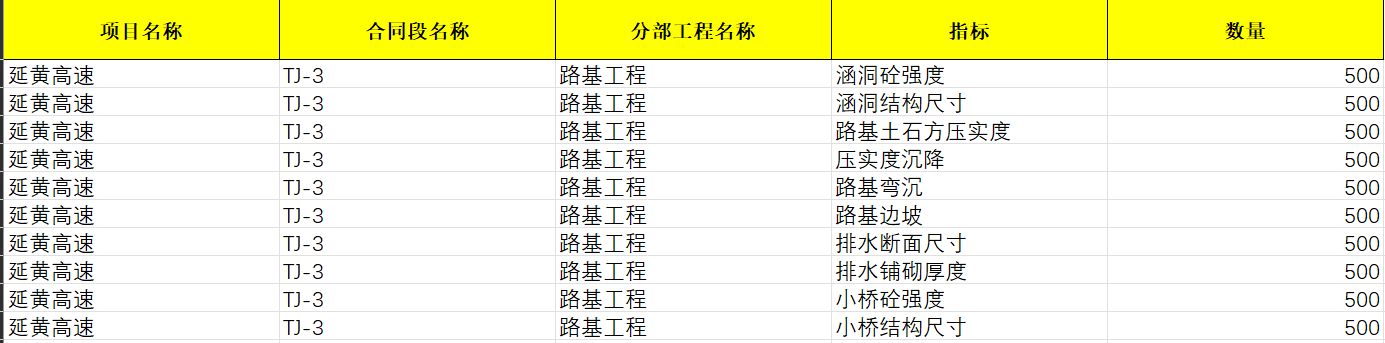 项目名称 合同段名称 分部工程名称 指标 数量
延黄高速 TJ-3 路基工程 涵洞砼强度 500
延黄高速 TJ-3 路基工程 涵洞结构尺寸 500
延黄高速 TJ-3 路基工程 路基土石方压实度 500
延黄高速 TJ-3 路基工程 压实度沉降 500
延黄高速 TJ-3 路基工程 路基弯沉 500
延黄高速 TJ-3 路基工程 路基边坡 500
延黄高速 TJ-3 路基工程 排水断面尺寸 500
延黄高速 TJ-3 路基工程 排水铺砌厚度 500
延黄高速 TJ-3 路基工程 小桥砼强度 500
延黄高速 TJ-3 路基工程 小桥结构尺寸 500